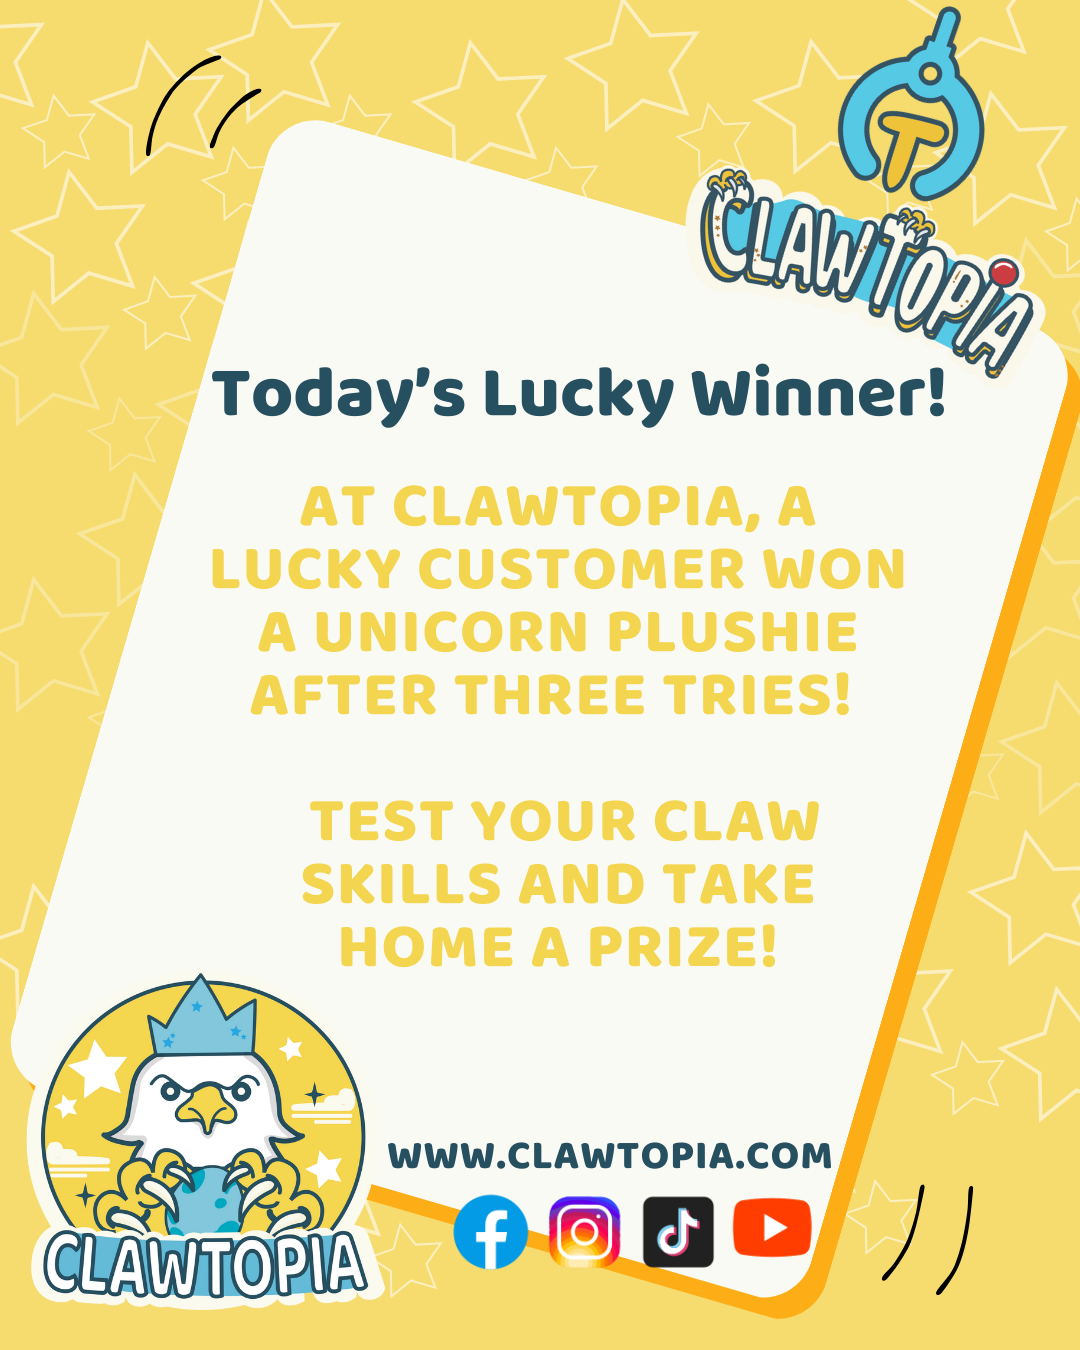 CLAWTOPIA
Today's Lucky Winner!
AT CLAWTOPIA, A
LUCKY CUSTOMER WON
A UNICORN PLUSHIE
AFTER THREE TRIES!
TEST YOUR CLAW
SKILLS AND TAKE
HOME A PRIZE!
WWW.CLAWTOPIA.COM
CLAWTOPIA